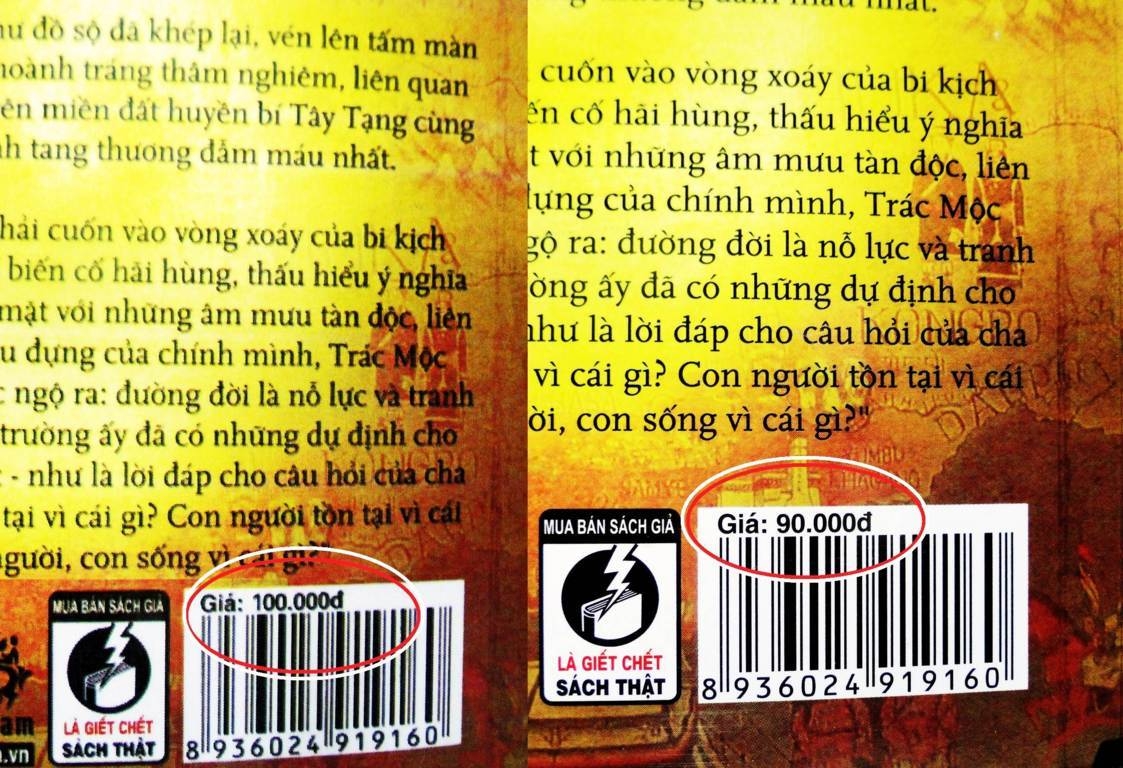 đồ sộ đã khép lại, vén lên tấm màn
hoành tráng thâm nghiêm, liên quan
miền đất huyền bí Tây Tạng cùng
tang thương đẫm máu nhất.
cuốn vào vòng xoáy của bi kịch
biến cố hãi hùng, thấu hiểu ý nghĩa
mặt với những âm mưu tàn độc, liên
đựng của chính mình, Trác Mộc
ngộ ra: đường đời là nỗ lực và tranh
trường ấy đã có những dự định cho
- như là lời đáp cho câu hỏi của cha
tại vì cái gì? Con người tồn tại vì cái
người, con sống vì cái gì?"
MUA BÁN SÁCH GIẢ
LÀ GIẾT CHẾT
SÁCH THẬT
Giá: 100.000đ
8 936024 919160
.vn
cuốn vào vòng xoáy của bi kịch
cố hãi hùng, thấu hiểu ý nghĩa
với những âm mưu tàn độc, liên
của chính mình, Trác Mộc
ra: đường đời là nỗ lực và tranh
ấy đã có những dự định cho
như là lời đáp cho câu hỏi của cha
vì cái gì? Con người tồn tại vì cái
con sống vì cái gì?"
MUA BÁN SÁCH GIẢ
LÀ GIẾT CHẾT
SÁCH THẬT
Giá: 90.000đ
8 936024 919160